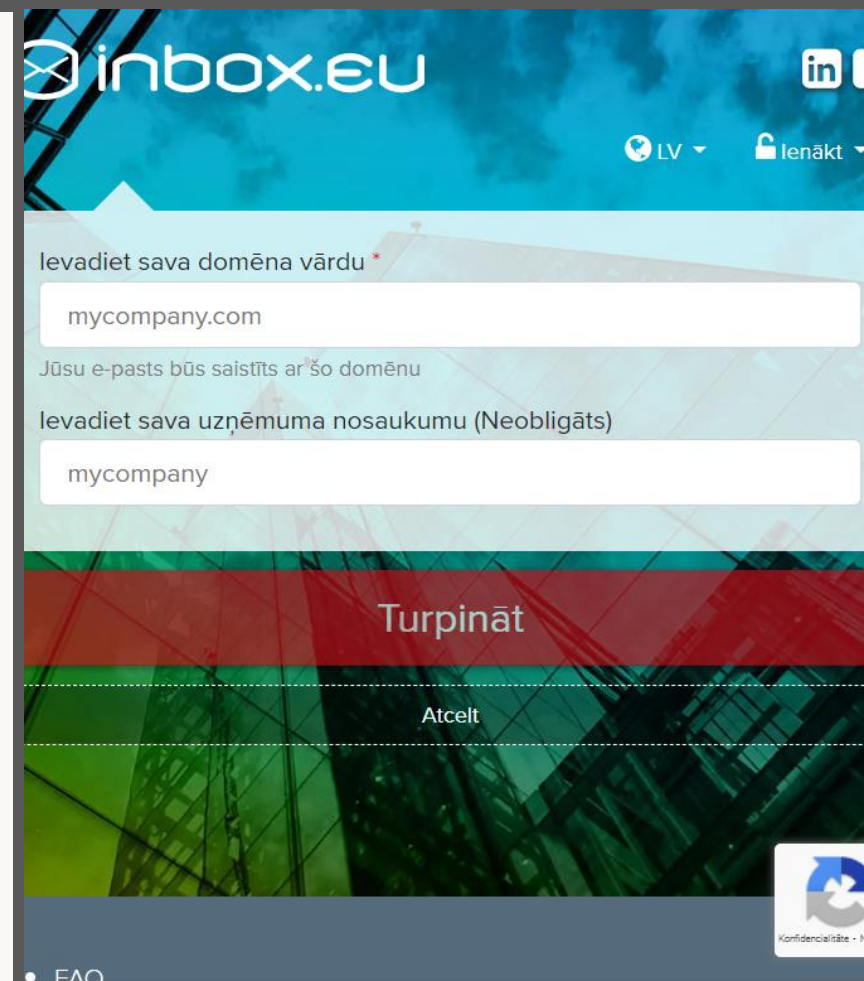 inbox.eu
in
LV
Ienākt
Ievadiet sava domēna vārdu *
mycompany.com
Jūsu e-pasts būs saistīts ar šo domēnu
Ievadiet sava uzņēmuma nosaukumu (Neobligāts)
mycompany
Turpināt
Atcelt
Konfidencialitāte -
FAQ